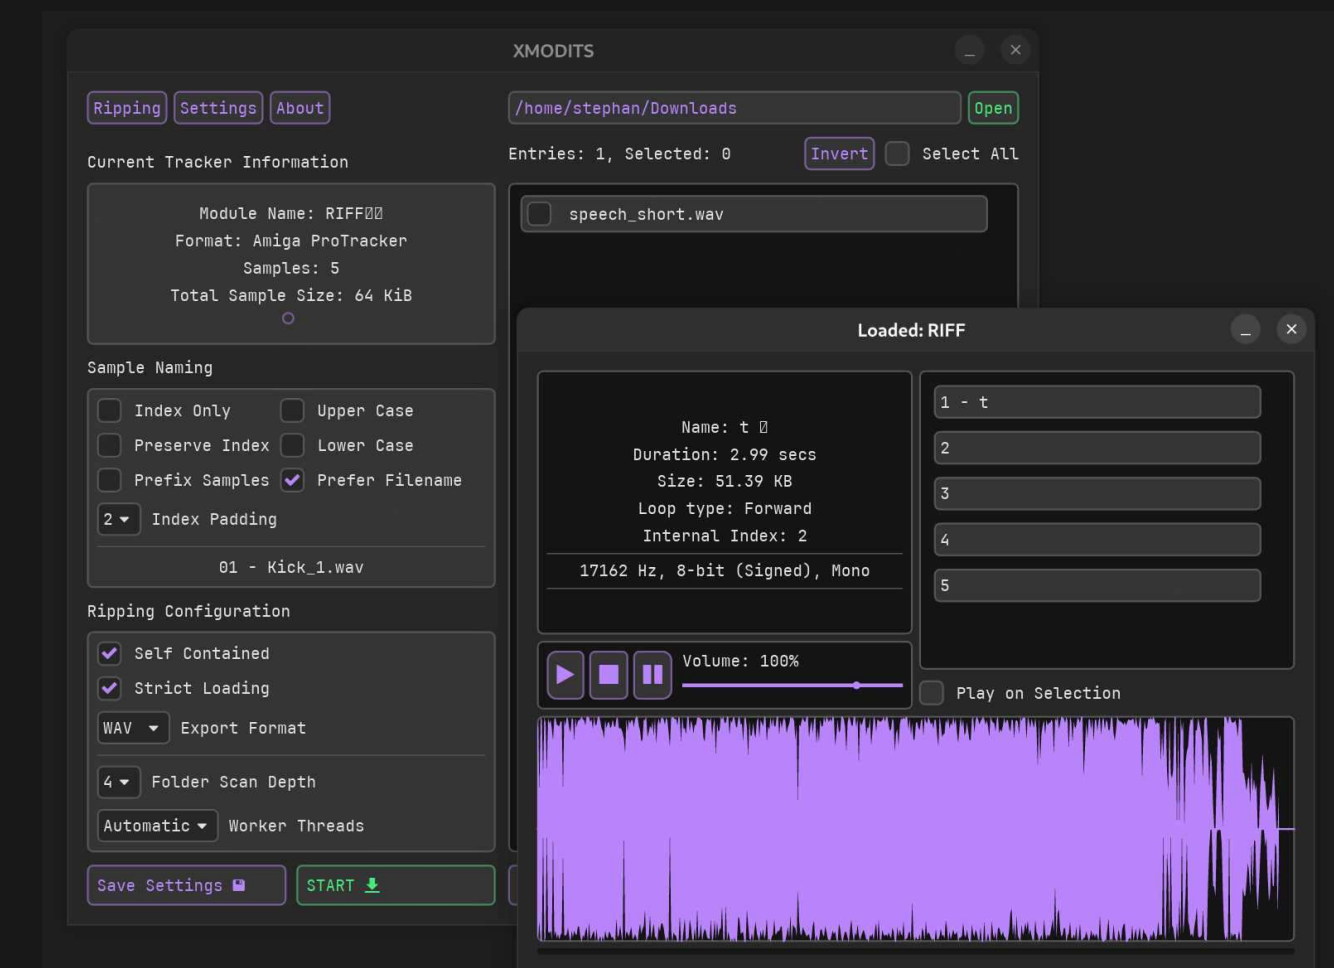 XMODITS
Ripping Settings About
/home/stephan/Downloads Open
Current Tracker Information
Entries: 1, Selected: 0 Invert Select All
Module Name: RIFF
Format: Amiga ProTracker
Samples: 5
Total Sample Size: 64 KiB
speech_short.wav
Sample Naming
Index Only Upper Case
Preserve Index Lower Case
Prefix Samples Prefer Filename
2 Index Padding
01 - Kick_1.wav
Ripping Configuration
Self Contained
Strict Loading
WAV Export Format
4 Folder Scan Depth
Automatic Worker Threads
Save Settings START
Loaded: RIFF
Name: t
Duration: 2.99 secs
Size: 51.39 KB
Loop type: Forward
Internal Index: 2
17162 Hz, 8-bit (Signed), Mono
1 - t
2
3
4
5
Volume: 100%
Play on Selection